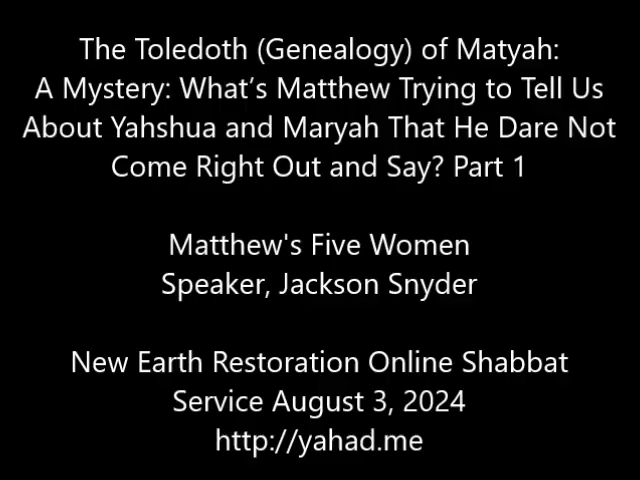 The Toledoth (Genealogy) of Matyah:
A Mystery: What’s Matthew Trying to Tell Us
About Yahshua and Maryah That He Dare Not
Come Right Out and Say? Part 1
Matthew's Five Women
Speaker, Jackson Snyder
New Earth Restoration Online Shabbat
Service August 3, 2024
http://yahad.me